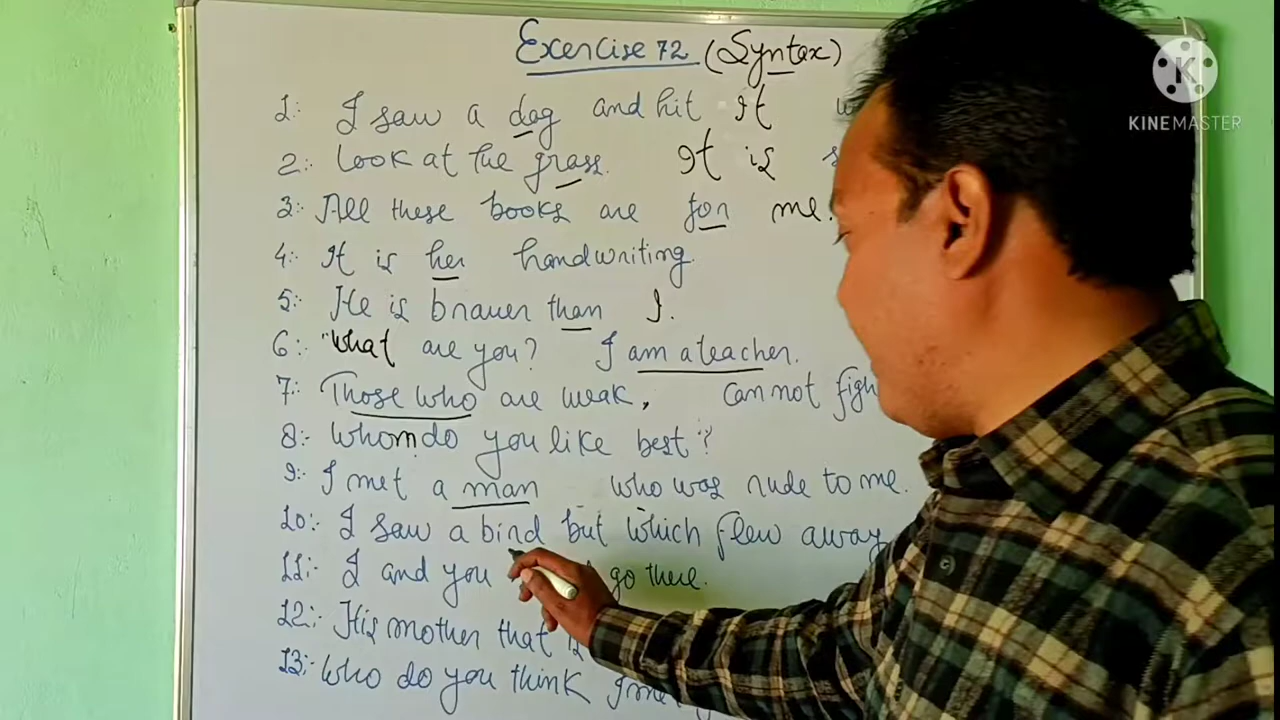 Exercise 72 (Syntax)
1:- I saw a dog and hit it
2:- Look at the grass. It is
3:- All these books are for me.
4:- It is her handwriting.
5:- He is braver than I.
6:- "What are you? I am a teacher.
7:- Those who are weak, cannot
8:- Whom do you like best?
9:- I met a man who was rude to me.
10:- I saw a bird but which flew away
11:- I and you go there.
12:- His mother that
13:- Who do you think I
K
KINEMASTER